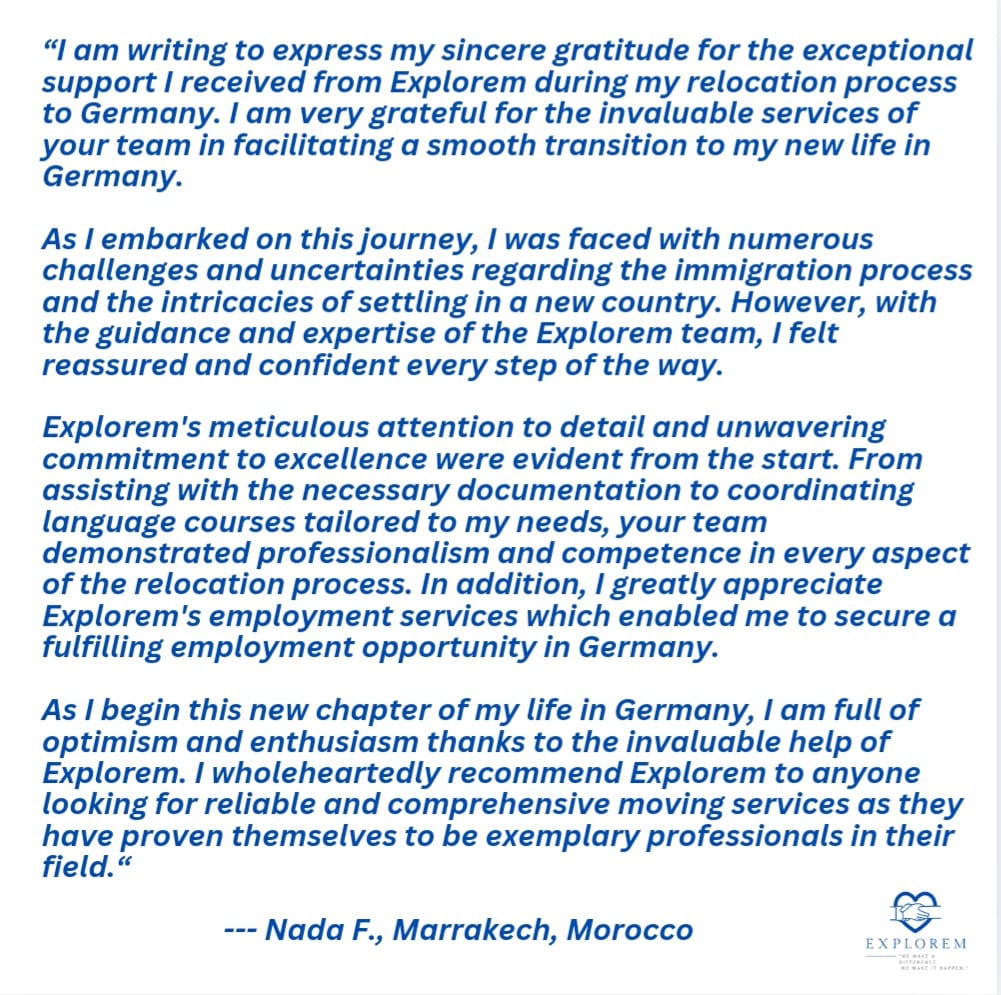 “I am writing to express my sincere gratitude for the exceptional
support I received from Explorem during my relocation process
to Germany. I am very grateful for the invaluable services of
your team in facilitating a smooth transition to my new life in
Germany.
As I embarked on this journey, I was faced with numerous
challenges and uncertainties regarding the immigration process
and the intricacies of settling in a new country. However, with
the guidance and expertise of the Explorem team, I felt
reassured and confident every step of the way.
Explorem's meticulous attention to detail and unwavering
commitment to excellence were evident from the start. From
assisting with the necessary documentation to coordinating
language courses tailored to my needs, your team
demonstrated professionalism and competence in every aspect
of the relocation process. In addition, I greatly appreciate
Explorem's employment services which enabled me to secure a
fulfilling employment opportunity in Germany.
As I begin this new chapter of my life in Germany, I am full of
optimism and enthusiasm thanks to the invaluable help of
Explorem. I wholeheartedly recommend Explorem to anyone
looking for reliable and comprehensive moving services as they
have proven themselves to be exemplary professionals in their
field.“
--- Nada F., Marrakech, Morocco
EXPLOREM
"WE MAKE A
DIFFERENCE.
WE MAKE IT HAPPEN."